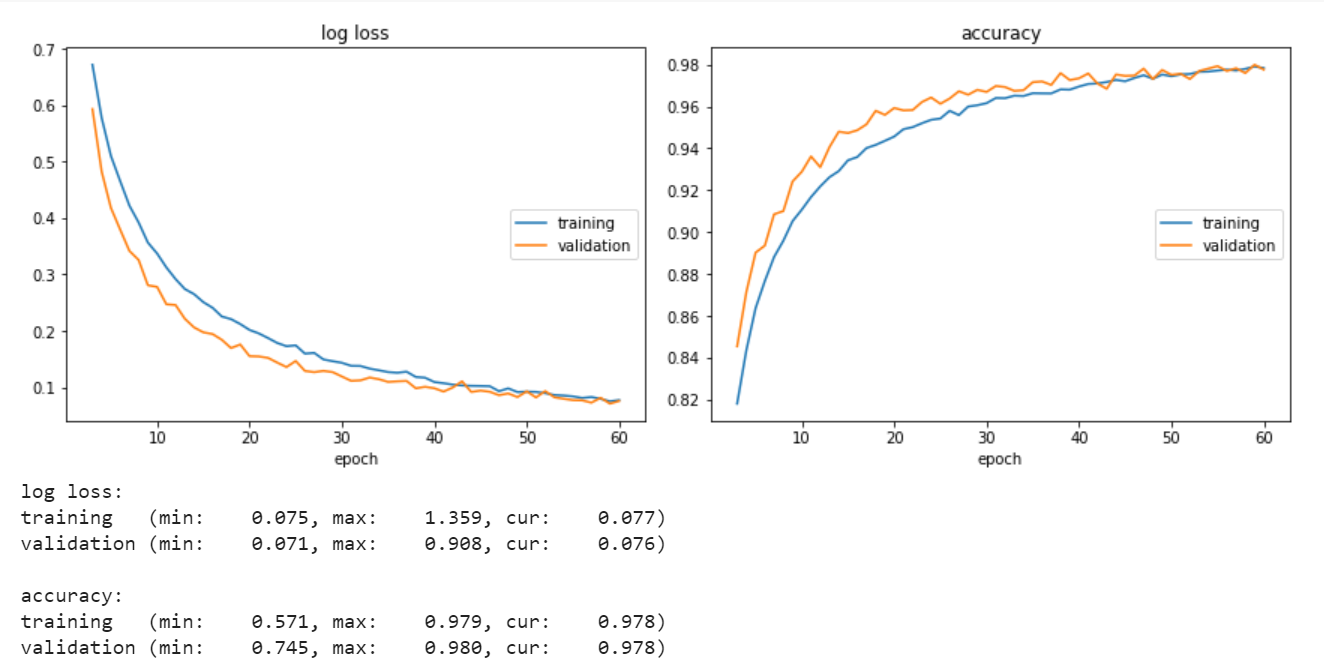 log loss
0.7
0.6
0.5
0.4
0.3
0.2
0.1
10 20 30 40 50 60
epoch
training
validation
accuracy
0.98
0.96
0.94
0.92
0.90
0.88
0.86
0.84
0.82
10 20 30 40 50 60
epoch
training
validation
log loss:
training (min: 0.075, max: 1.359, cur: 0.077)
validation (min: 0.071, max: 0.908, cur: 0.076)
accuracy:
training (min: 0.571, max: 0.979, cur: 0.978)
validation (min: 0.745, max: 0.980, cur: 0.978)